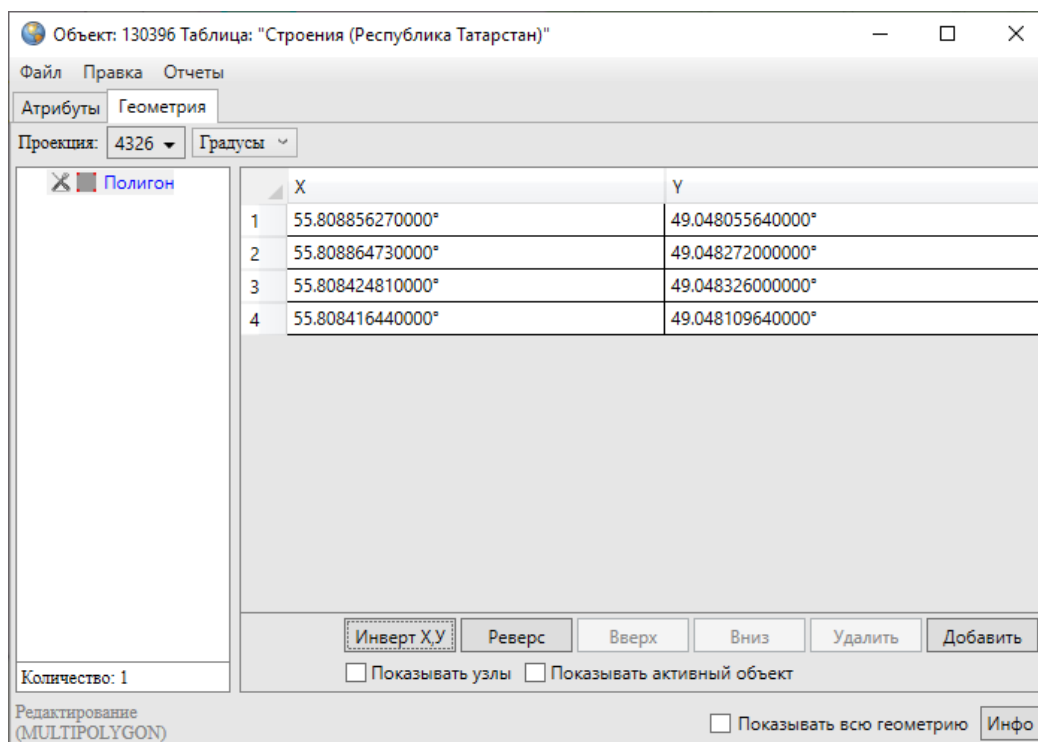 Объект: 130396 Таблица: "Строения (Республика Татарстан)"
Файл Правка Отчеты
Атрибуты Геометрия
Проекция: 4326 Градусы
Полигон
X Y
1 55.808856270000° 49.048055640000°
2 55.808864730000° 49.048272000000°
3 55.808424810000° 49.048326000000°
4 55.808416440000° 49.048109640000°
Инверт X,У Реверс Вверх Вниз Удалить Добавить
Показывать узлы Показывать активный объект
Количество: 1
Редактирование
(MULTIPOLYGON)
Показывать всю геометрию Инфо